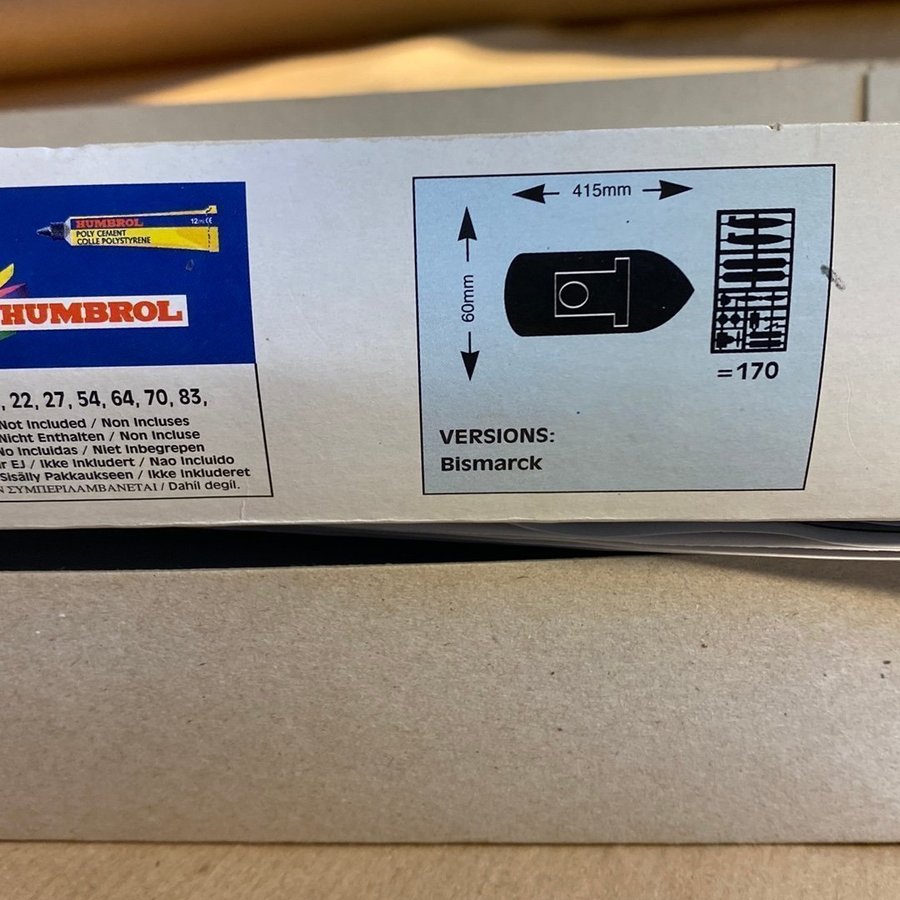 HUMBROL
POLY CEMENT
COLLE POLYSTYRENE
12ml CE
HUMBROL
, 22, 27, 54, 64, 70, 83,
Not Included / Non Incluses
Nicht Enthalten / Non Incluse
No Incluidas / Niet Inbegrepen
EJ / Ikke Inkludert / Nao Incluido
Sisälly Pakkaukseen / Ikke Inkluderet
ΣΥΜΠΕΡΙΛΑΜΒΑΝΕΤΑΙ / Dahil degil.
415mm
60mm
=170
VERSIONS:
Bismarck